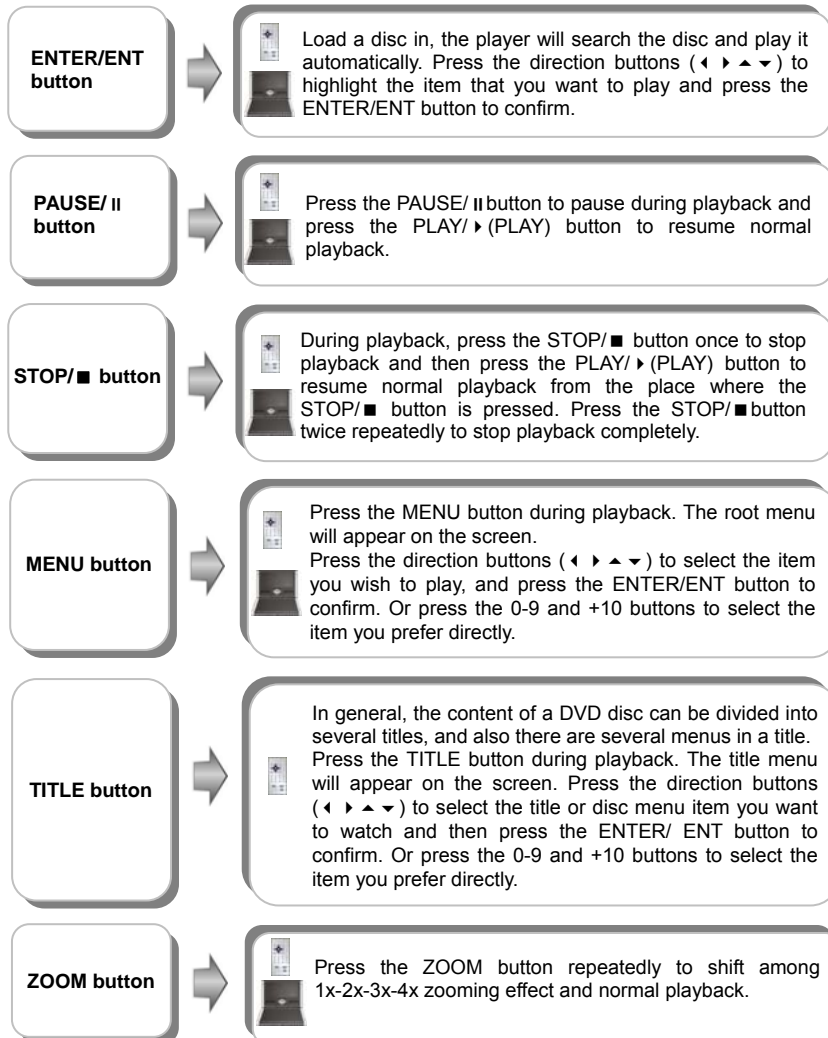 ENTER/ENT
button
Load a disc in, the player will search the disc and play it
automatically. Press the direction buttons (◂ ▸ ▴ ▾) to
highlight the item that you want to play and press the
ENTER/ENT button to confirm.
PAUSE/ II
button
Press the PAUSE/ II button to pause during playback and
press the PLAY/ ▸ (PLAY) button to resume normal
playback.
STOP/ ■ button
During playback, press the STOP/ ■ button once to stop
playback and then press the PLAY/ ▸ (PLAY) button to
resume normal playback from the place where the
STOP/ ■ button is pressed. Press the STOP/ ■ button
twice repeatedly to stop playback completely.
MENU button
Press the MENU button during playback. The root menu
will appear on the screen.
Press the direction buttons (◂ ▸ ▴ ▾) to select the item
you wish to play, and press the ENTER/ENT button to
confirm. Or press the 0-9 and +10 buttons to select the
item you prefer directly.
TITLE button
In general, the content of a DVD disc can be divided into
several titles, and also there are several menus in a title.
Press the TITLE button during playback. The title menu
will appear on the screen. Press the direction buttons
(◂ ▸ ▴ ▾) to select the title or disc menu item you want
to watch and then press the ENTER/ ENT button to
confirm. Or press the 0-9 and +10 buttons to select the
item you prefer directly.
ZOOM button
Press the ZOOM button repeatedly to shift among
1x-2x-3x-4x zooming effect and normal playback.